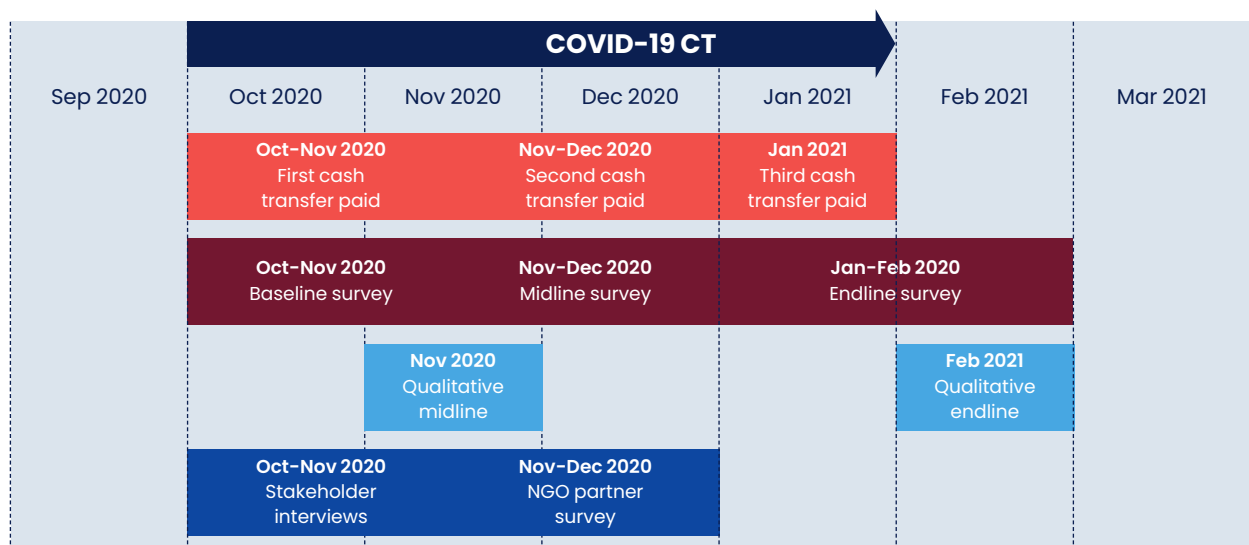 COVID-19 CT
Sep 2020
Oct 2020
Nov 2020
Dec 2020
Jan 2021
Feb 2021
Mar 2021
Oct-Nov 2020
First cash
transfer paid
Nov-Dec 2020
Second cash
transfer paid
Jan 2021
Third cash
transfer paid
Oct-Nov 2020
Baseline survey
Nov-Dec 2020
Midline survey
Jan-Feb 2020
Endline survey
Nov 2020
Qualitative
midline
Feb 2021
Qualitative
endline
Oct-Nov 2020
Stakeholder
interviews
Nov-Dec 2020
NGO partner
survey